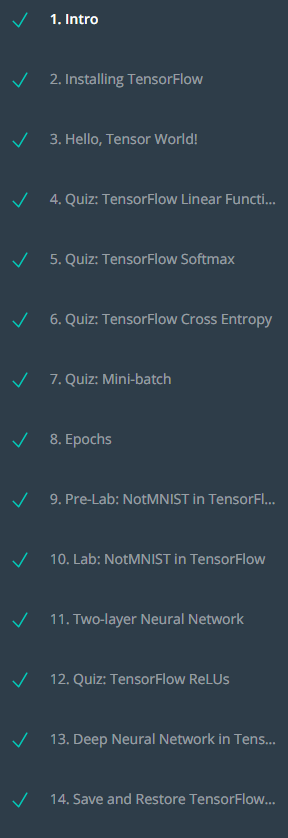 1. Intro
2. Installing TensorFlow
3. Hello, Tensor World!
4. Quiz: TensorFlow Linear Functi...
5. Quiz: TensorFlow Softmax
6. Quiz: TensorFlow Cross Entropy
7. Quiz: Mini-batch
8. Epochs
9. Pre-Lab: NotMNIST in TensorFl...
10. Lab: NotMNIST in TensorFlow
11. Two-layer Neural Network
12. Quiz: TensorFlow ReLUs
13. Deep Neural Network in Tens...
14. Save and Restore TensorFlow...